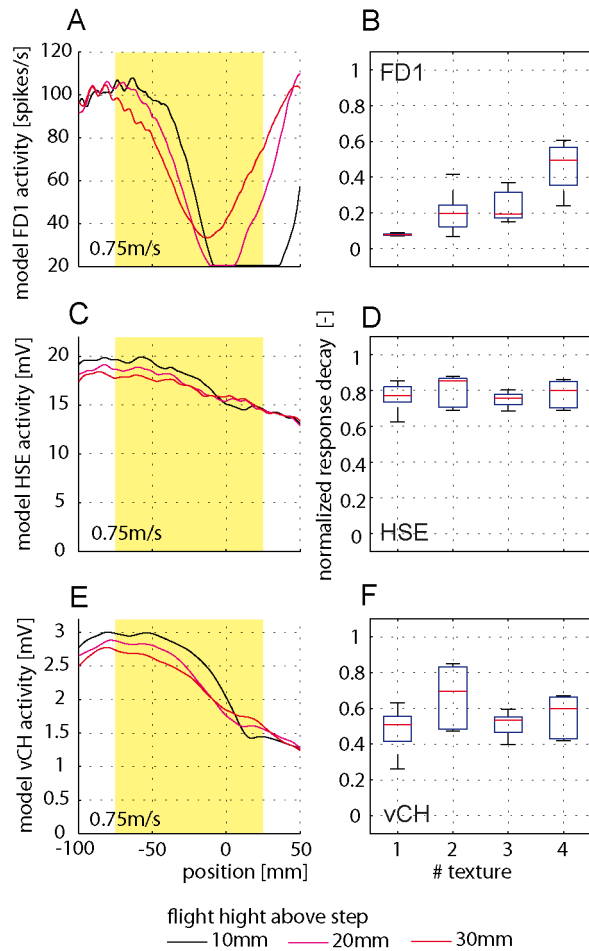 A
B
model FD1 activity [spikes/s]
120
100
80
60
40
20
0.75m/s
FD1
1
0.8
0.6
0.4
0.2
0
C
D
model HSE activity [mV]
20
15
10
5
0
0.75m/s
normalized response decay [-]
1
0.8
0.6
0.4
0.2
0
HSE
E
F
model vCH activity [mV]
3
2.5
2
1.5
1
0.5
0
0.75m/s
-100 -50 0 50
position [mm]
1
0.8
0.6
0.4
0.2
0
vCH
1 2 3 4
# texture
flight hight above step
10mm 20mm 30mm